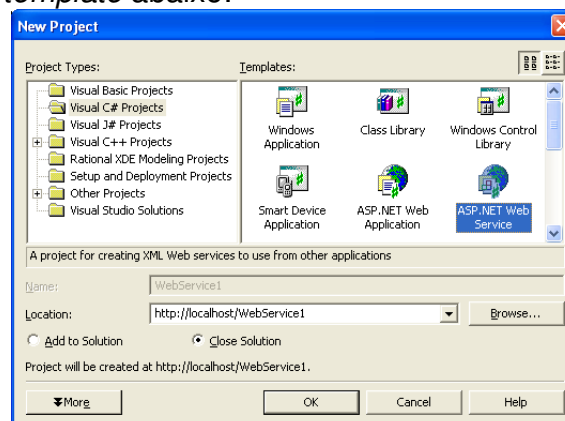 template abaixo:
New Project
Project Types:
Templates:
Visual Basic Projects
Visual C# Projects
Visual J# Projects
Visual C++ Projects
Rational XDE Modeling Projects
Setup and Deployment Projects
Other Projects
Visual Studio Solutions
Windows Application
Class Library
Windows Control Library
Smart Device Application
ASP.NET Web Application
ASP.NET Web Service
A project for creating XML Web services to use from other applications
Name:
WebService1
Location:
http://localhost/WebService1
Browse...
Add to Solution
Close Solution
Project will be created at http://localhost/WebService1.
More
OK
Cancel
Help